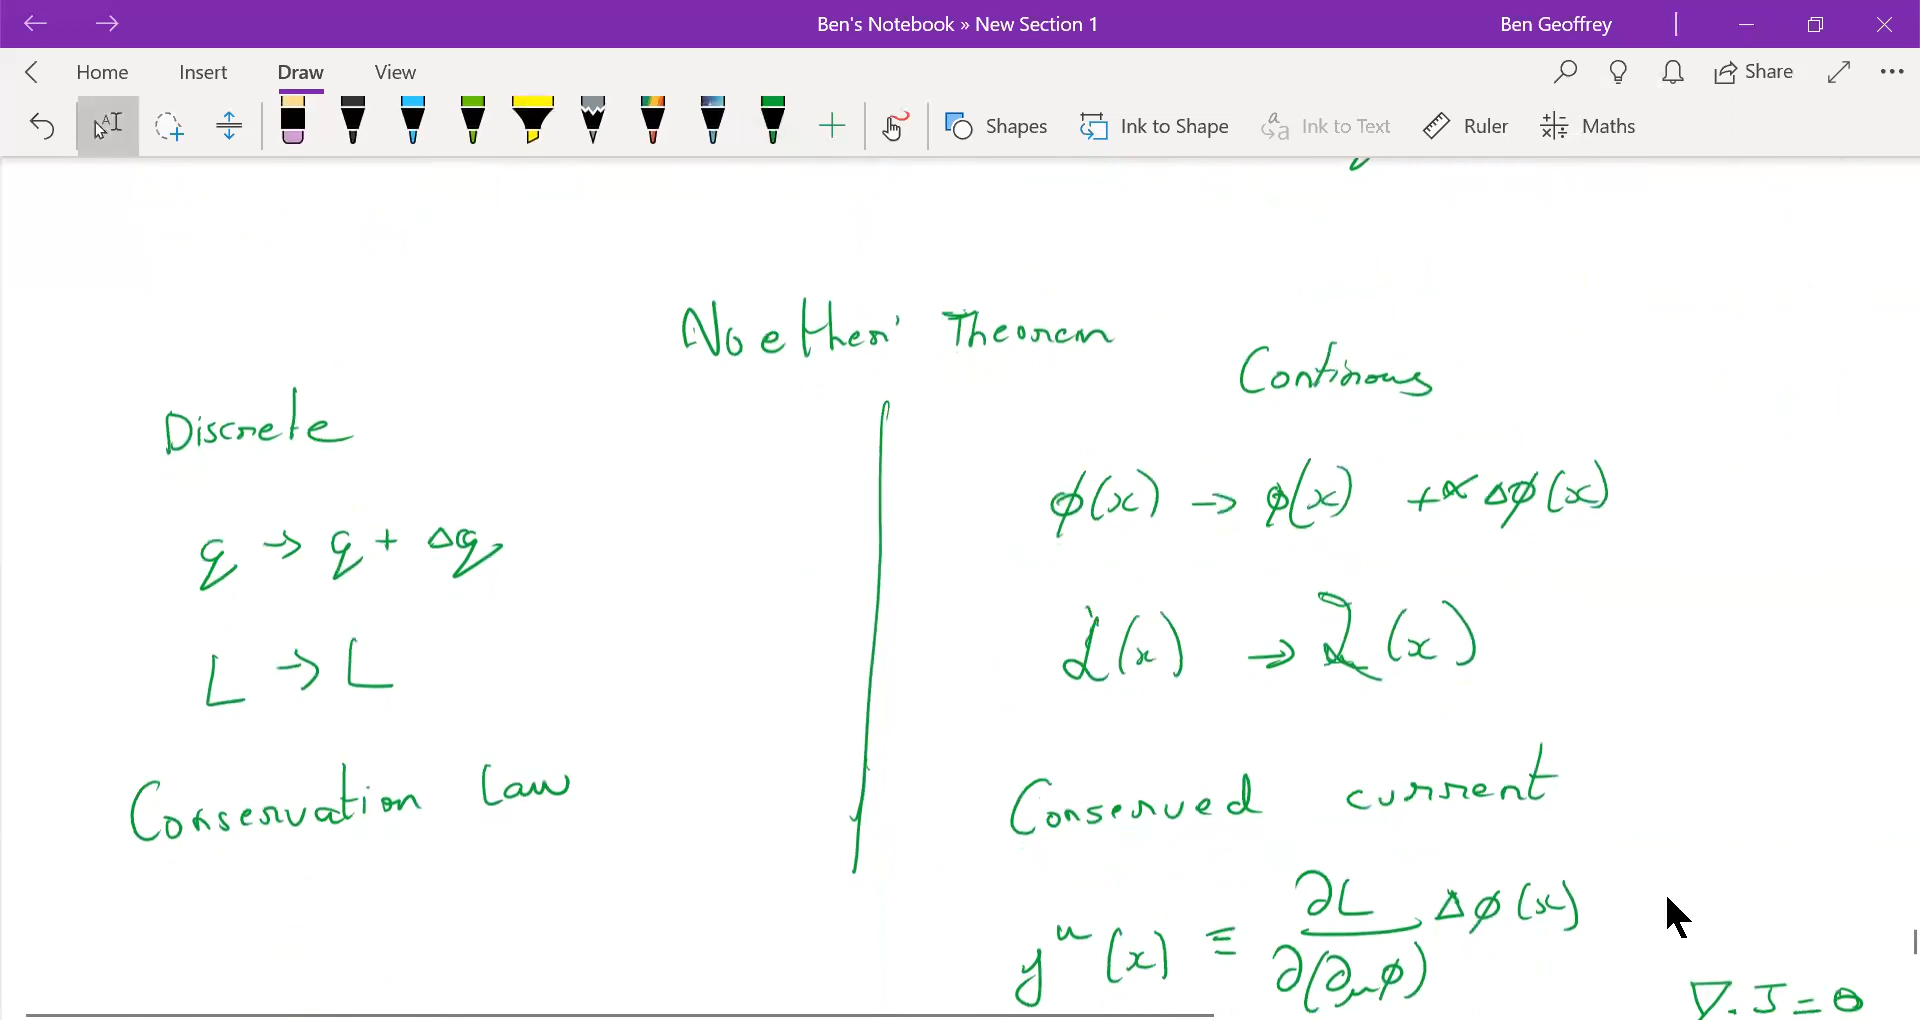 Ben's Notebook » New Section 1
Ben Geoffrey
Home Insert Draw View
Share
Shapes Ink to Shape Ink to Text Ruler Maths
Noether' Theorem
Discrete
q → q + Δq
L → L
Conservation Law
Continous
ϕ(x) → ϕ(x) + α Δϕ(x)
ℒ(x) → ℒ(x)
Conserved current
y^μ(x) ≡ ∂L/∂(∂_μϕ) Δϕ(x)
∇. J = 0